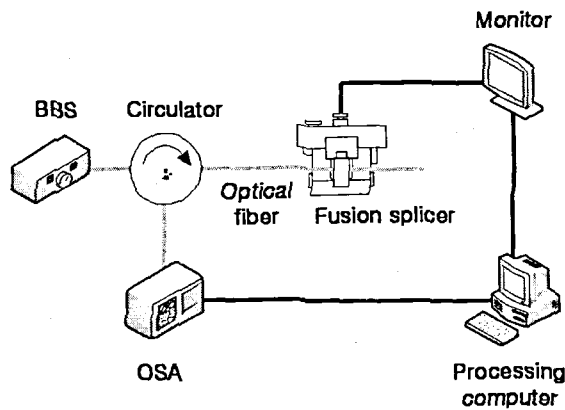 Monitor
BBS
Circulator
Optical
fiber
Fusion splicer
OSA
Processing
computer